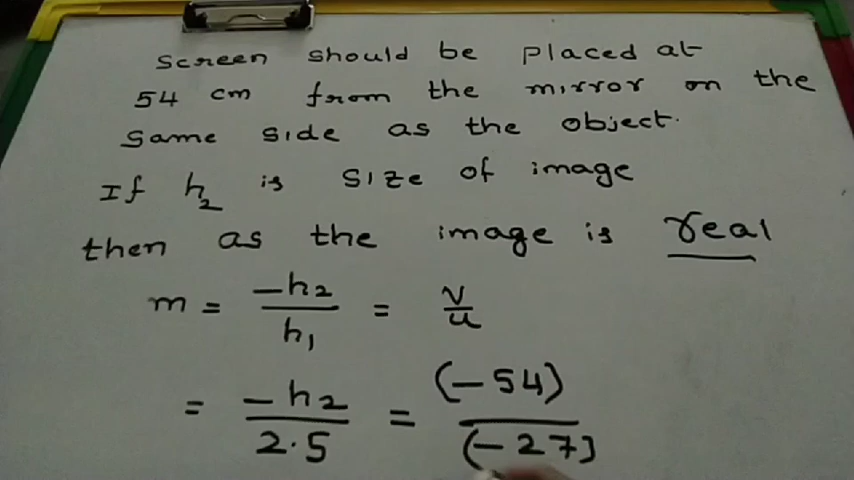 Screen should be placed at
54 cm from the mirror on the
same side as the object.
If h₂ is size of image
then as the image is real
m = -h₂/h₁ = v/u
= -h₂/2.5 = (-54)/(-27)